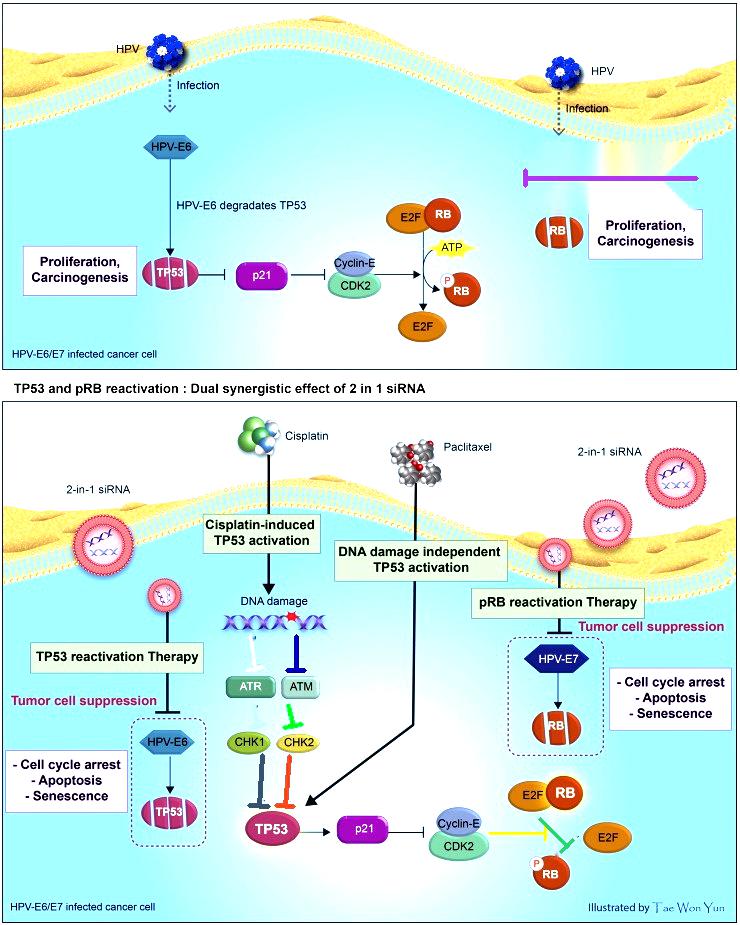 HPV
Infection
HPV
Infection
HPV-E6
HPV-E6 degrades TP53
Proliferation,
Carcinogenesis
TP53
p21
Cyclin-E
CDK2
E2F
RB
ATP
P
RB
E2F
RB
Proliferation,
Carcinogenesis
HPV-E6/E7 infected cancer cell
TP53 and pRB reactivation : Dual synergistic effect of 2 in 1 siRNA
Cisplatin
Paclitaxel
2-in-1 siRNA
2-in-1 siRNA
Cisplatin-induced
TP53 activation
DNA damage independent
TP53 activation
DNA damage
pRB reactivation Therapy
Tumor cell suppression
TP53 reactivation Therapy
Tumor cell suppression
HPV-E7
RB
- Cell cycle arrest
- Apoptosis
- Senescence
ATR
ATM
CHK1
CHK2
HPV-E6
TP53
- Cell cycle arrest
- Apoptosis
- Senescence
TP53
p21
Cyclin-E
CDK2
E2F
RB
E2F
P
RB
HPV-E6/E7 infected cancer cell
Illustrated by Tae Won Yun